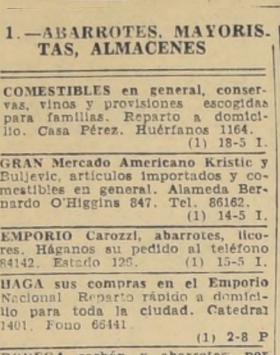 1.—ABARROTES, MAYORIS-
TAS, ALMACENES
COMESTIBLES en general, conser-
vas, vinos y provisiones escogidas
para familias. Reparto a domici-
lio. Casa Pérez. Huérfanos 1164.
(1) 18-5 I.
GRAN Mercado Americano Kristic y
Buljevic, artículos importados y co-
mestibles en general. Alameda Ber-
nardo O'Higgins 847. Tel. 86162.
(1) 14-5 I.
EMPORIO Carozzi, abarrotes, lico-
res. Háganos su pedido al teléfono
84142. Estado 126. (1) 15-5 I.
HAGA sus compras en el Emporio
Nacional Reparto rápido a domici-
lio para toda la ciudad. Catedral
1401. Fono 66441.
(1) 2-8 P